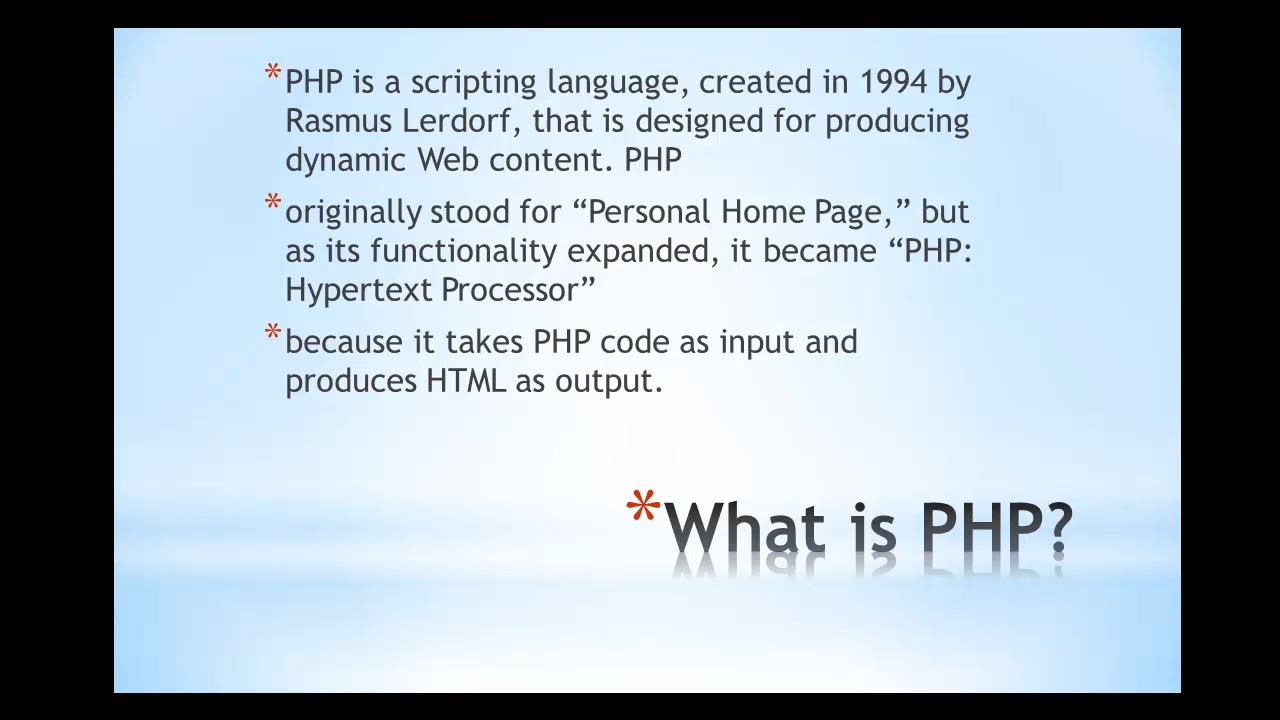 * PHP is a scripting language, created in 1994 by
Rasmus Lerdorf, that is designed for producing
dynamic Web content. PHP
* originally stood for “Personal Home Page,” but
as its functionality expanded, it became “PHP:
Hypertext Processor”
* because it takes PHP code as input and
produces HTML as output.
* What is PHP?